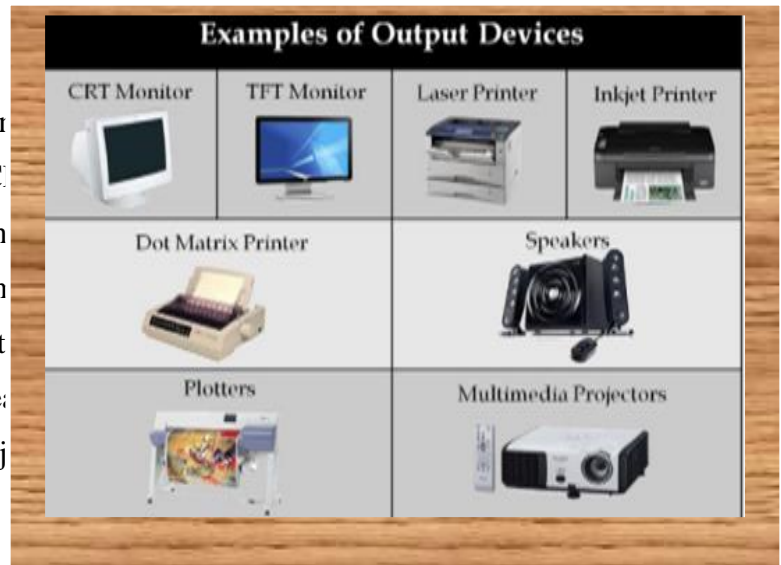 Examples of Output Devices
CRT Monitor TFT Monitor Laser Printer Inkjet Printer
Dot Matrix Printer Speakers
Plotters Multimedia Projectors